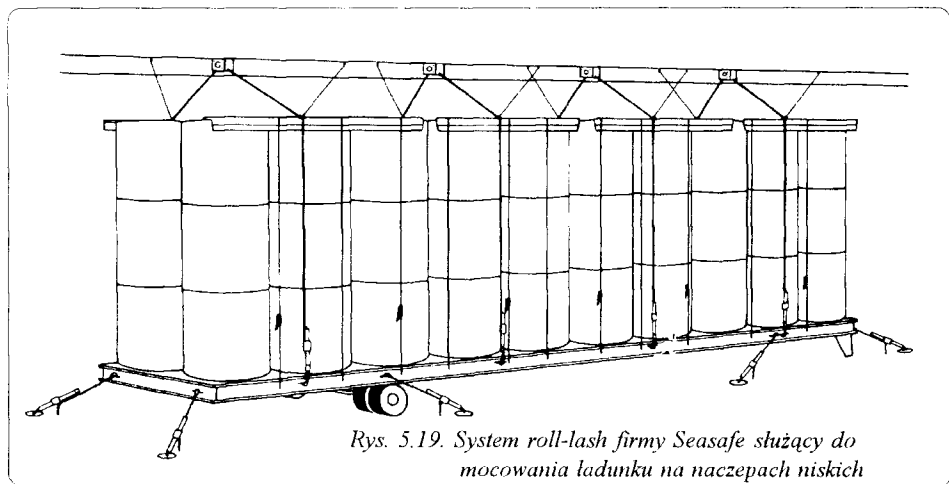 Rys. 5.19. System roll-lash firmy Seasafe służący do
mocowania ładunku na naczepach niskich